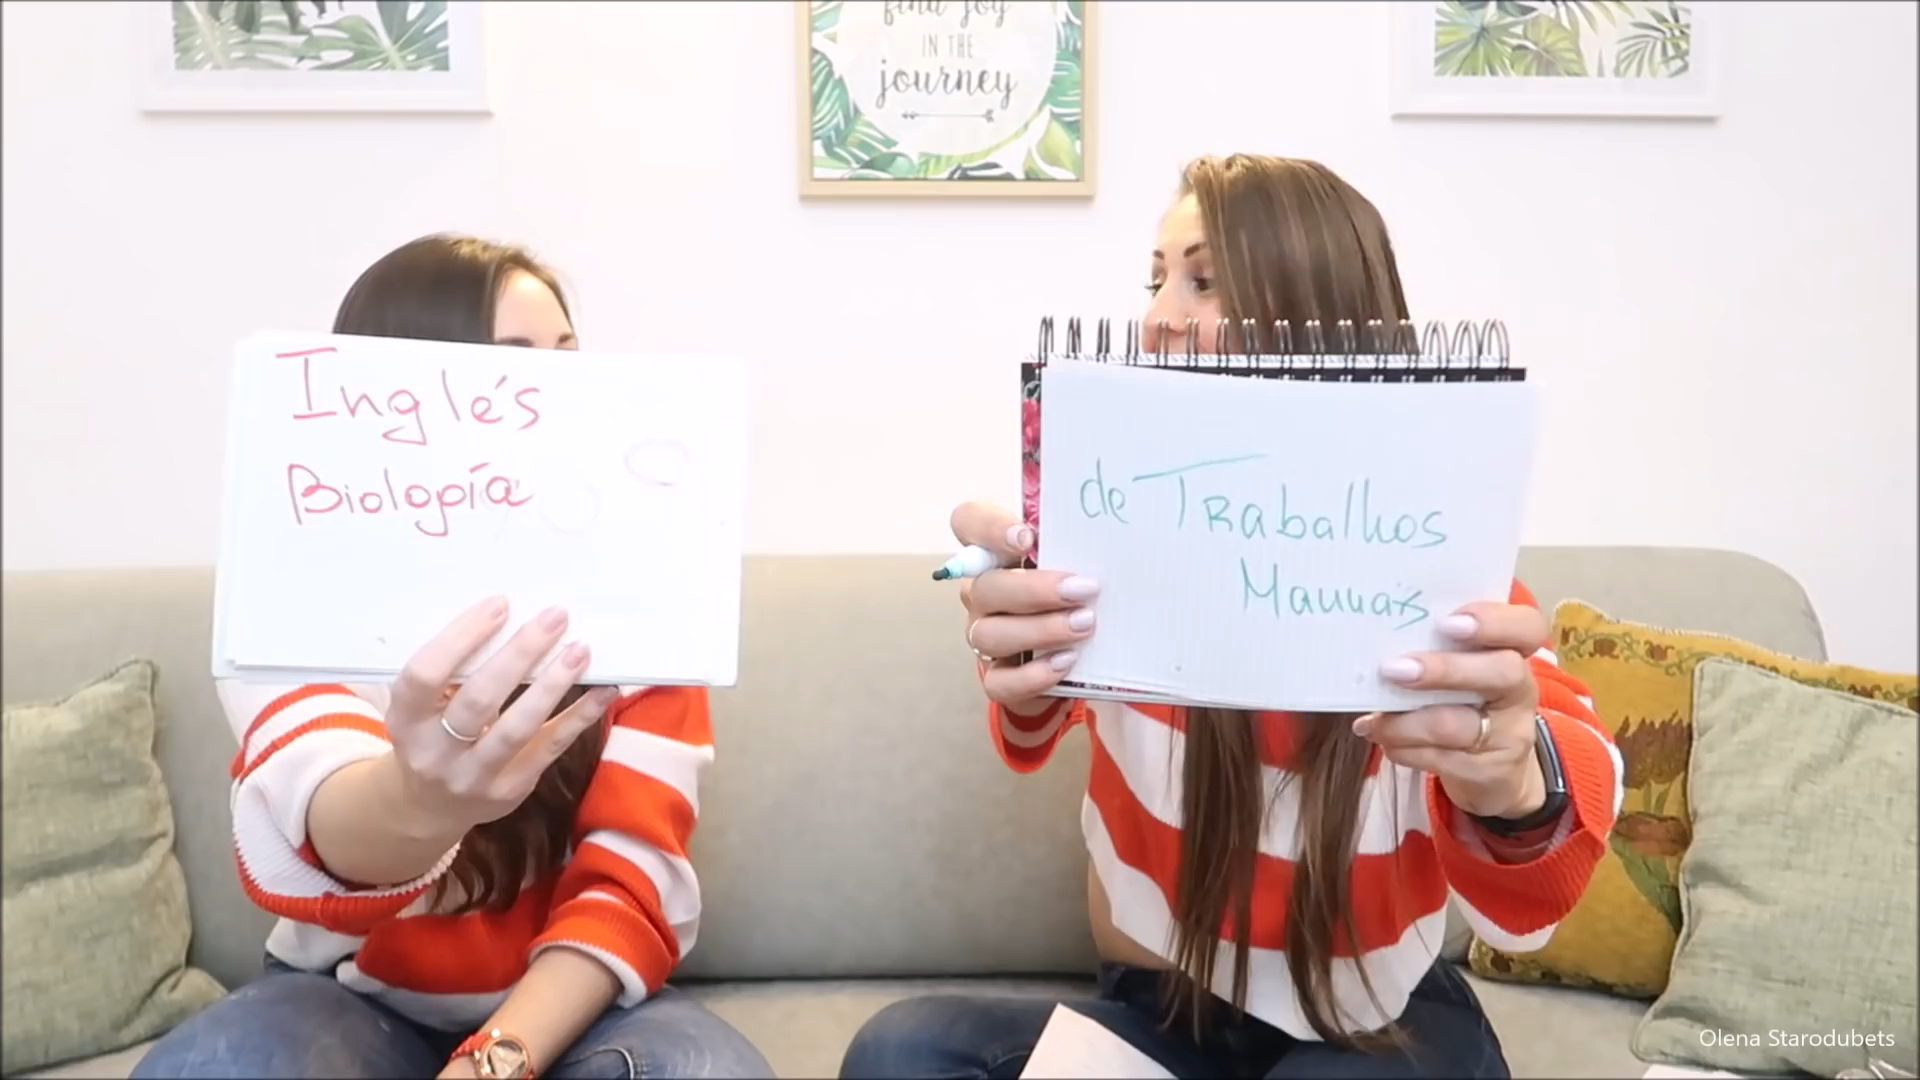 find joy
IN THE
journey
Inglés
Biología
de Trabalhos
Manuais
Olena Starodubets